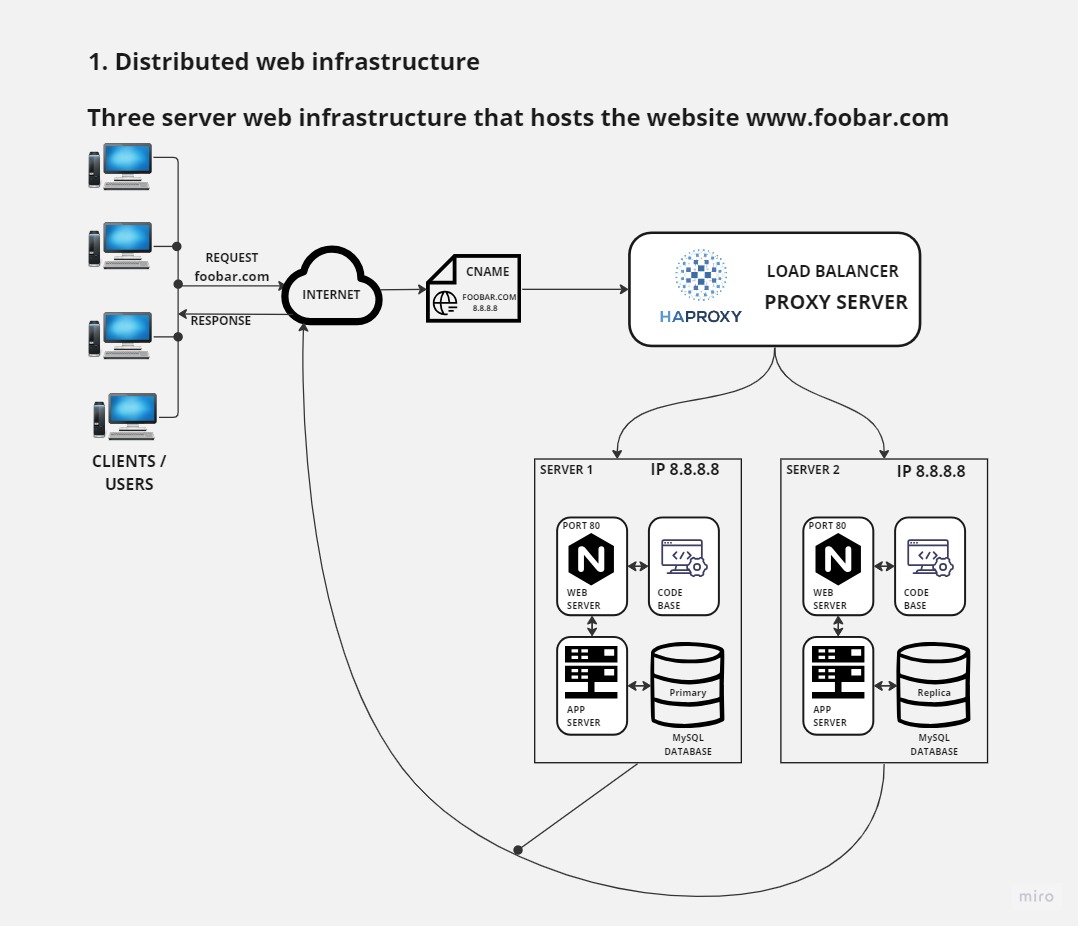 1. Distributed web infrastructure
Three server web infrastructure that hosts the website www.foobar.com
REQUEST
foobar.com
INTERNET
RESPONSE
CLIENTS /
USERS
CNAME
FOOBAR.COM
8.8.8.8
HAPROXY
LOAD BALANCER
PROXY SERVER
SERVER 1
IP 8.8.8.8
PORT 80
N
WEB
SERVER
</>
CODE
BASE
APP
SERVER
Primary
MySQL
DATABASE
SERVER 2
IP 8.8.8.8
PORT 80
N
WEB
SERVER
</>
CODE
BASE
APP
SERVER
Replica
MySQL
DATABASE
miro